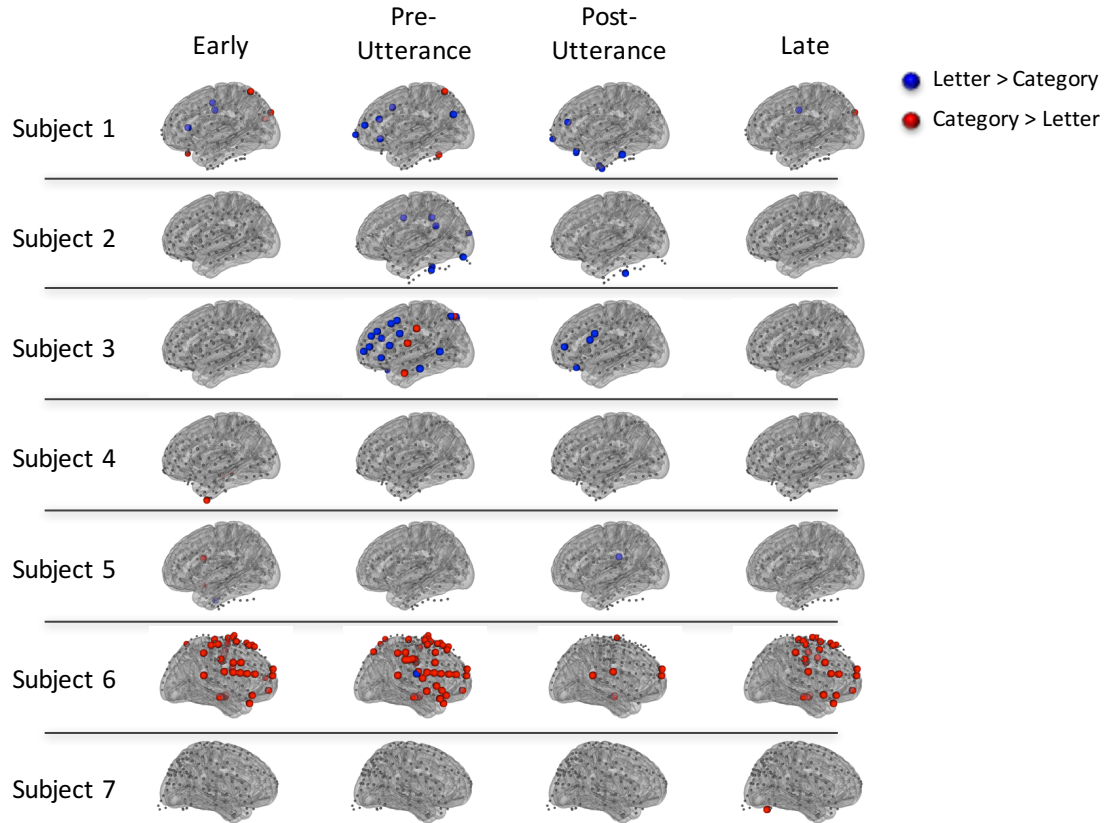 Early
Pre-
Utterance
Post-
Utterance
Late
Letter > Category
Category > Letter
Subject 1
Subject 2
Subject 3
Subject 4
Subject 5
Subject 6
Subject 7